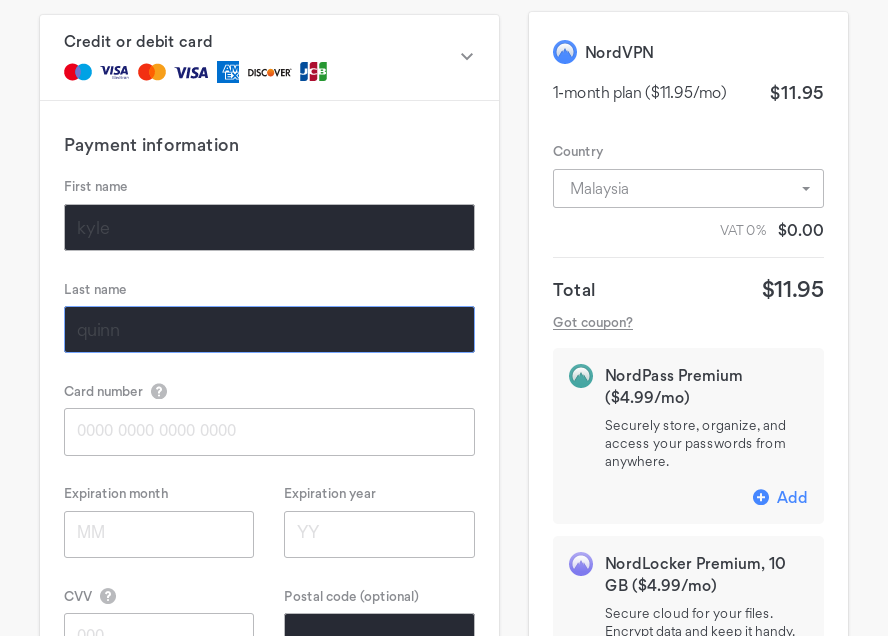 Credit or debit card
VISA
Electron
VISA
AM
EX
DISCOVER
JCB
Payment information
First name
kyle
Last name
quinn
Card number ?
0000 0000 0000 0000
Expiration month Expiration year
MM YY
CVV ? Postal code (optional)
000
NordVPN
1-month plan ($11.95/mo) $11.95
Country
Malaysia
VAT 0% $0.00
Total $11.95
Got coupon?
NordPass Premium
($4.99/mo)
Securely store, organize, and
access your passwords from
anywhere.
Add
NordLocker Premium, 10
GB ($4.99/mo)
Secure cloud for your files.
Encrypt data and keep it handy.